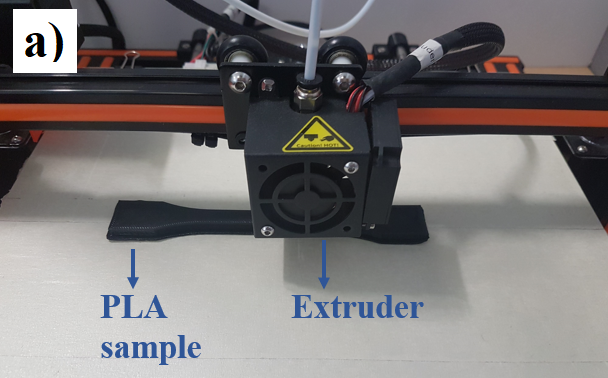 a)
Caution! HOT!
PLA
sample
Extruder